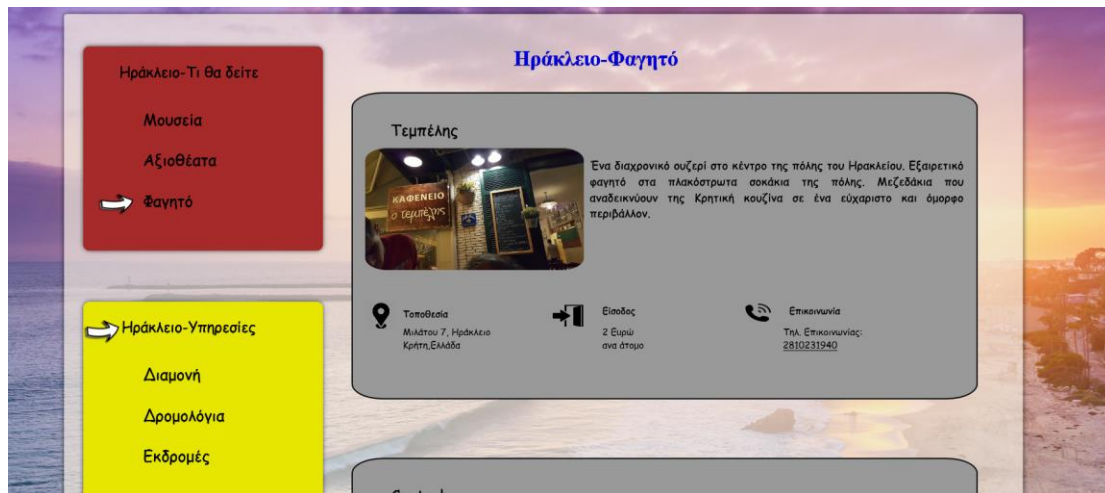 Ηράκλειο-Τι θα δείτε
Μουσεία
Αξιοθέατα
Φαγητό
Ηράκλειο-Υπηρεσίες
Διαμονή
Δρομολόγια
Εκδρομές
Ηράκλειο-Φαγητό
Τεμπέλης
ΚΑΦΕΝΕΙΟ
ο τεμπέλης
Ένα διαχρονικό ουζερί στο κέντρο της πόλης του Ηρακλείου. Εξαιρετικό
φαγητό στα πλακόστρωτα σοκάκια της πόλης. Μεζεδάκια που
αναδεικνύουν της Κρητική κουζίνα σε ένα εύχαριστο και όμορφο
περιβάλλον.
Τοποθεσία
Μιλάτου 7, Ηράκλειο
Κρήτη,Ελλάδα
Είσοδος
2 Ευρώ
ανα άτομο
Επικοινωνία
Τηλ. Επικοινωνίας:
2810231940